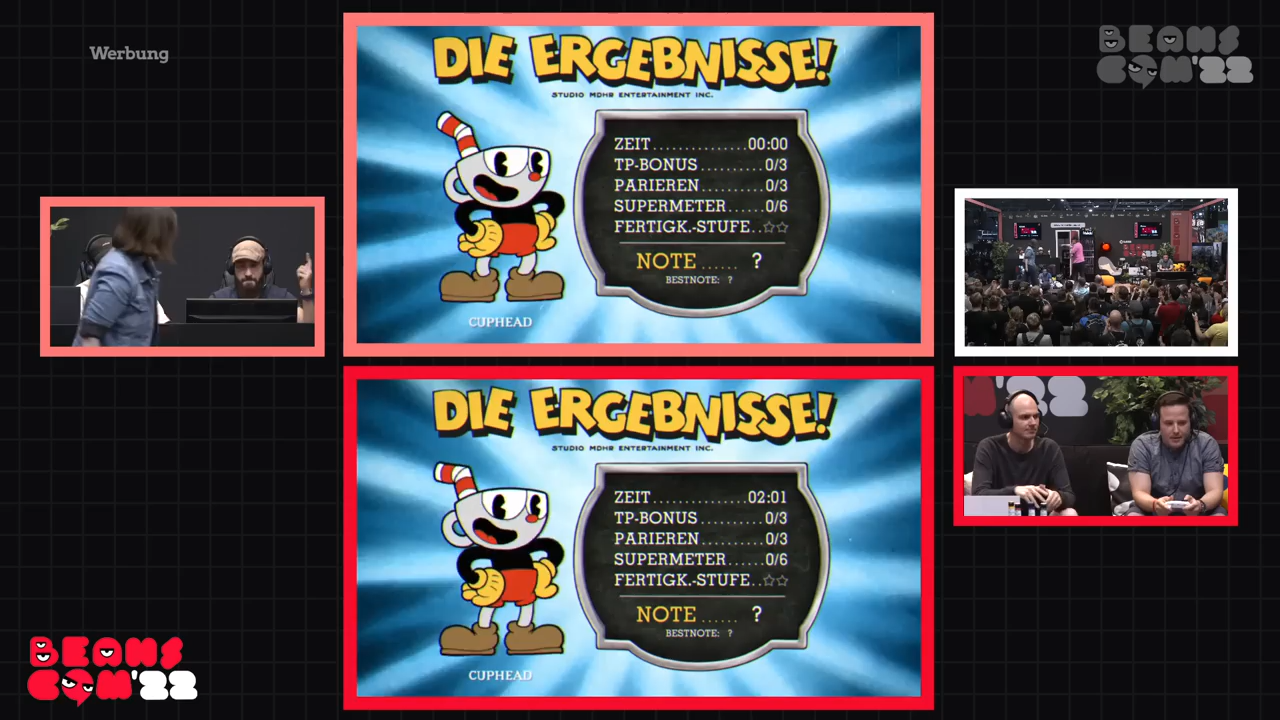 Werbung
BEANS
COM'22
DIE ERGEBNISSE!
STUDIO MDHR ENTERTAINMENT INC.
ZEIT...............00:00
TP-BONUS..........0/3
PARIEREN..........0/3
SUPERMETER......0/6
FERTIGK.-STUFE..☆☆
NOTE...... ?
BESTNOTE: ?
CUPHEAD
DIE ERGEBNISSE!
STUDIO MDHR ENTERTAINMENT INC.
ZEIT...............02:01
TP-BONUS..........0/3
PARIEREN..........0/3
SUPERMETER......0/6
FERTIGK.-STUFE..☆☆
NOTE...... ?
BESTNOTE: ?
CUPHEAD
M'22
BEANS
COM'22